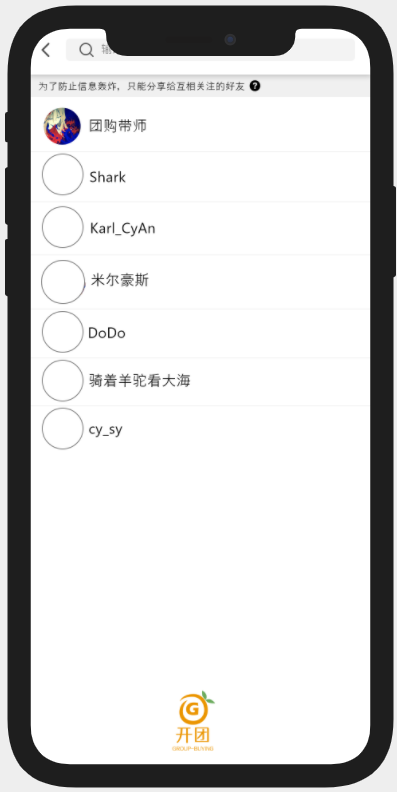 为了防止信息轰炸，只能分享给互相关注的好友 ?
团购带师
Shark
Karl_CyAn
米尔豪斯
DoDo
骑着羊驼看大海
cy_sy
G
开团
GROUP-BUYING